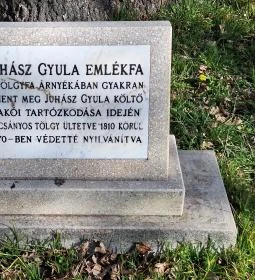 HÁSZ GYULA EMLÉKFA
ÖLGYFA ÁRNYÉKÁBAN GYAKRAN
ENT MEG JUHÁSZ GYULA KÖLTŐ
AKÓI TARTÓZKODÁSA IDEJÉN
CSÁNYOS TÖLGY ÜLTETVE 1810 KÖRÜL
70-BEN VÉDETTÉ NYILVÁNÍTVA